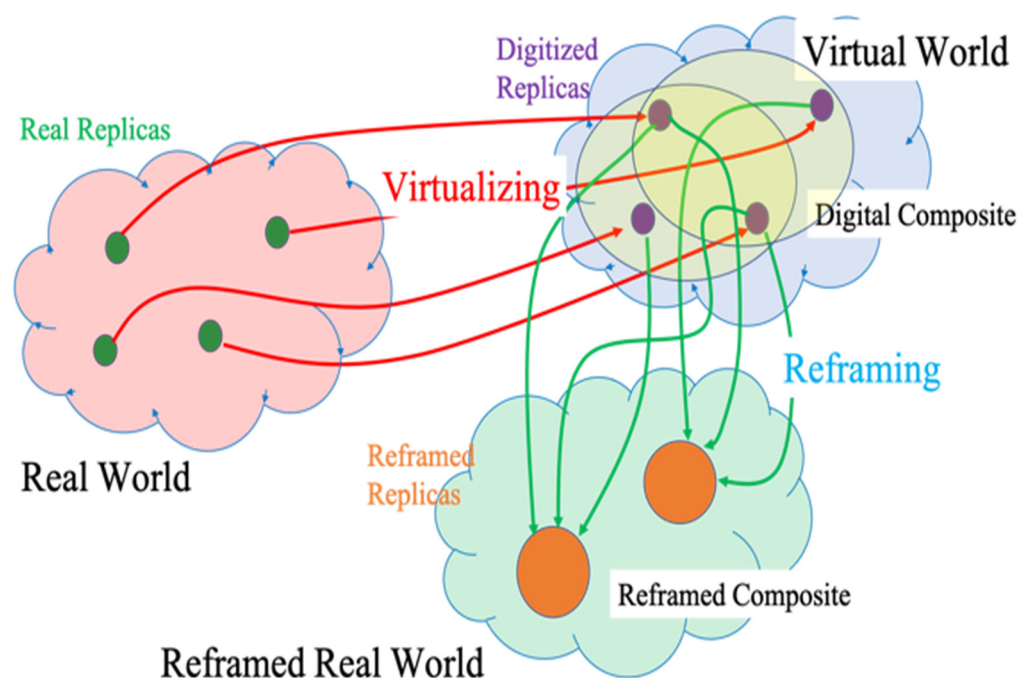 Virtual World
Digitized
Replicas
Real Replicas
Virtualizing
Digital Composite
Reframing
Real World
Reframed
Replicas
Reframed Composite
Reframed Real World